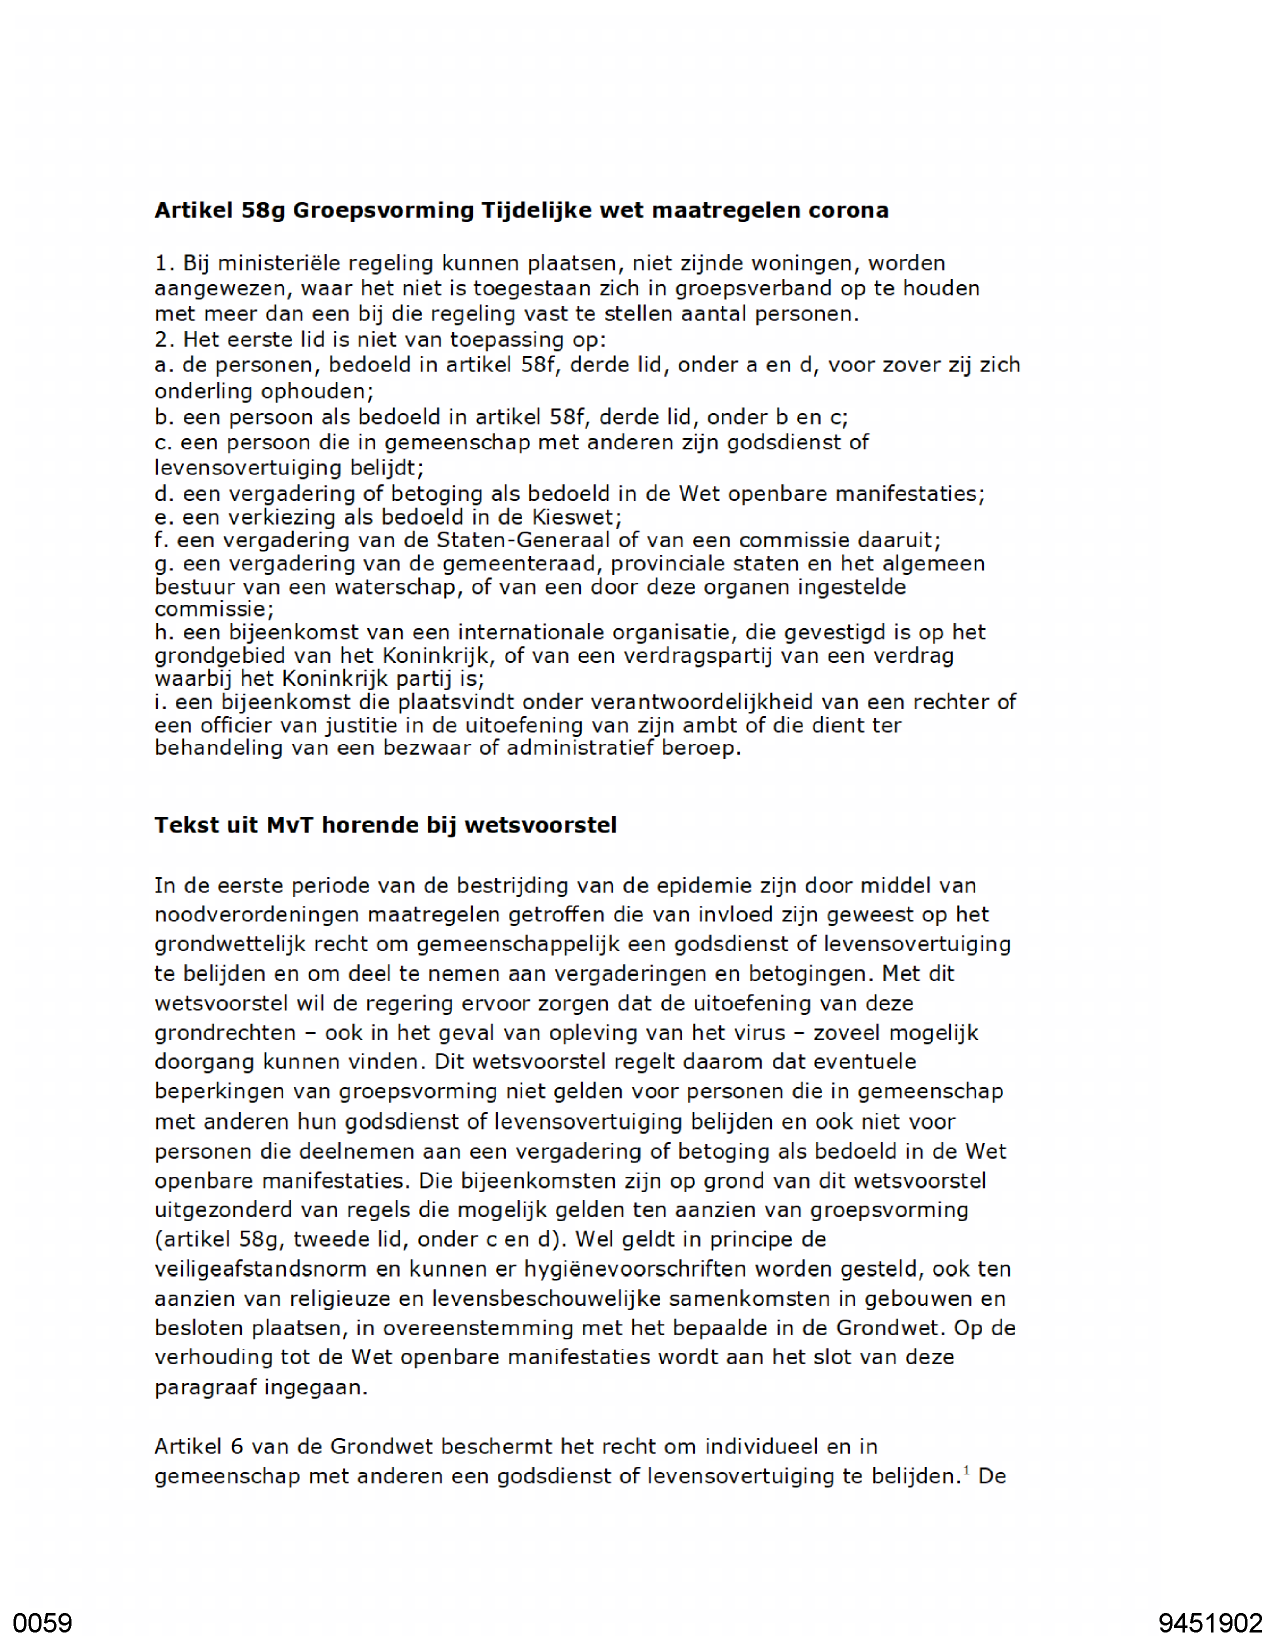 Artikel 58g Groepsvorming Tijdelijke wet maatregelen corona
1. Bij ministeriële regeling kunnen plaatsen, niet zijnde woningen, worden
aangewezen, waar het niet is toegestaan zich in groepsverband op te houden
met meer dan een bij die regeling vast te stellen aantal personen.
2. Het eerste lid is niet van toepassing op:
a. de personen, bedoeld in artikel 58f, derde lid, onder a en d, voor zover zij zich
onderling ophouden;
b. een persoon als bedoeld in artikel 58f, derde lid, onder b en c;
c. een persoon die in gemeenschap met anderen zijn godsdienst of
levensovertuiging belijdt;
d. een vergadering of betoging als bedoeld in de Wet openbare manifestaties;
e. een verkiezing als bedoeld in de Kieswet;
f. een vergadering van de Staten-Generaal of van een commissie daaruit;
g. een vergadering van de gemeenteraad, provinciale staten en het algemeen
bestuur van een waterschap, of van een door deze organen ingestelde
commissie;
h. een bijeenkomst van een internationale organisatie, die gevestigd is op het
grondgebied van het Koninkrijk, of van een verdragspartij van een verdrag
waarbij het Koninkrijk partij is;
i. een bijeenkomst die plaatsvindt onder verantwoordelijkheid van een rechter of
een officier van justitie in de uitoefening van zijn ambt of die dient ter
behandeling van een bezwaar of administratief beroep.
Tekst uit MvT horende bij wetsvoorstel
In de eerste periode van de bestrijding van de epidemie zijn door middel van
noodverordeningen maatregelen getroffen die van invloed zijn geweest op het
grondwettelijk recht om gemeenschappelijk een godsdienst of levensovertuiging
te belijden en om deel te nemen aan vergaderingen en betogingen. Met dit
wetsvoorstel wil de regering ervoor zorgen dat de uitoefening van deze
grondrechten – ook in het geval van opleving van het virus – zoveel mogelijk
doorgang kunnen vinden. Dit wetsvoorstel regelt daarom dat eventuele
beperkingen van groepsvorming niet gelden voor personen die in gemeenschap
met anderen hun godsdienst of levensovertuiging belijden en ook niet voor
personen die deelnemen aan een vergadering of betoging als bedoeld in de Wet
openbare manifestaties. Die bijeenkomsten zijn op grond van dit wetsvoorstel
uitgezonderd van regels die mogelijk gelden ten aanzien van groepsvorming
(artikel 58g, tweede lid, onder c en d). Wel geldt in principe de
veiligeafstandsnorm en kunnen er hygiënevoorschriften worden gesteld, ook ten
aanzien van religieuze en levensbeschouwelijke samenkomsten in gebouwen en
besloten plaatsen, in overeenstemming met het bepaalde in de Grondwet. Op de
verhouding tot de Wet openbare manifestaties wordt aan het slot van deze
paragraaf ingegaan.
Artikel 6 van de Grondwet beschermt het recht om individueel en in
gemeenschap met anderen een godsdienst of levensovertuiging te belijden.¹ De
0059
9451902